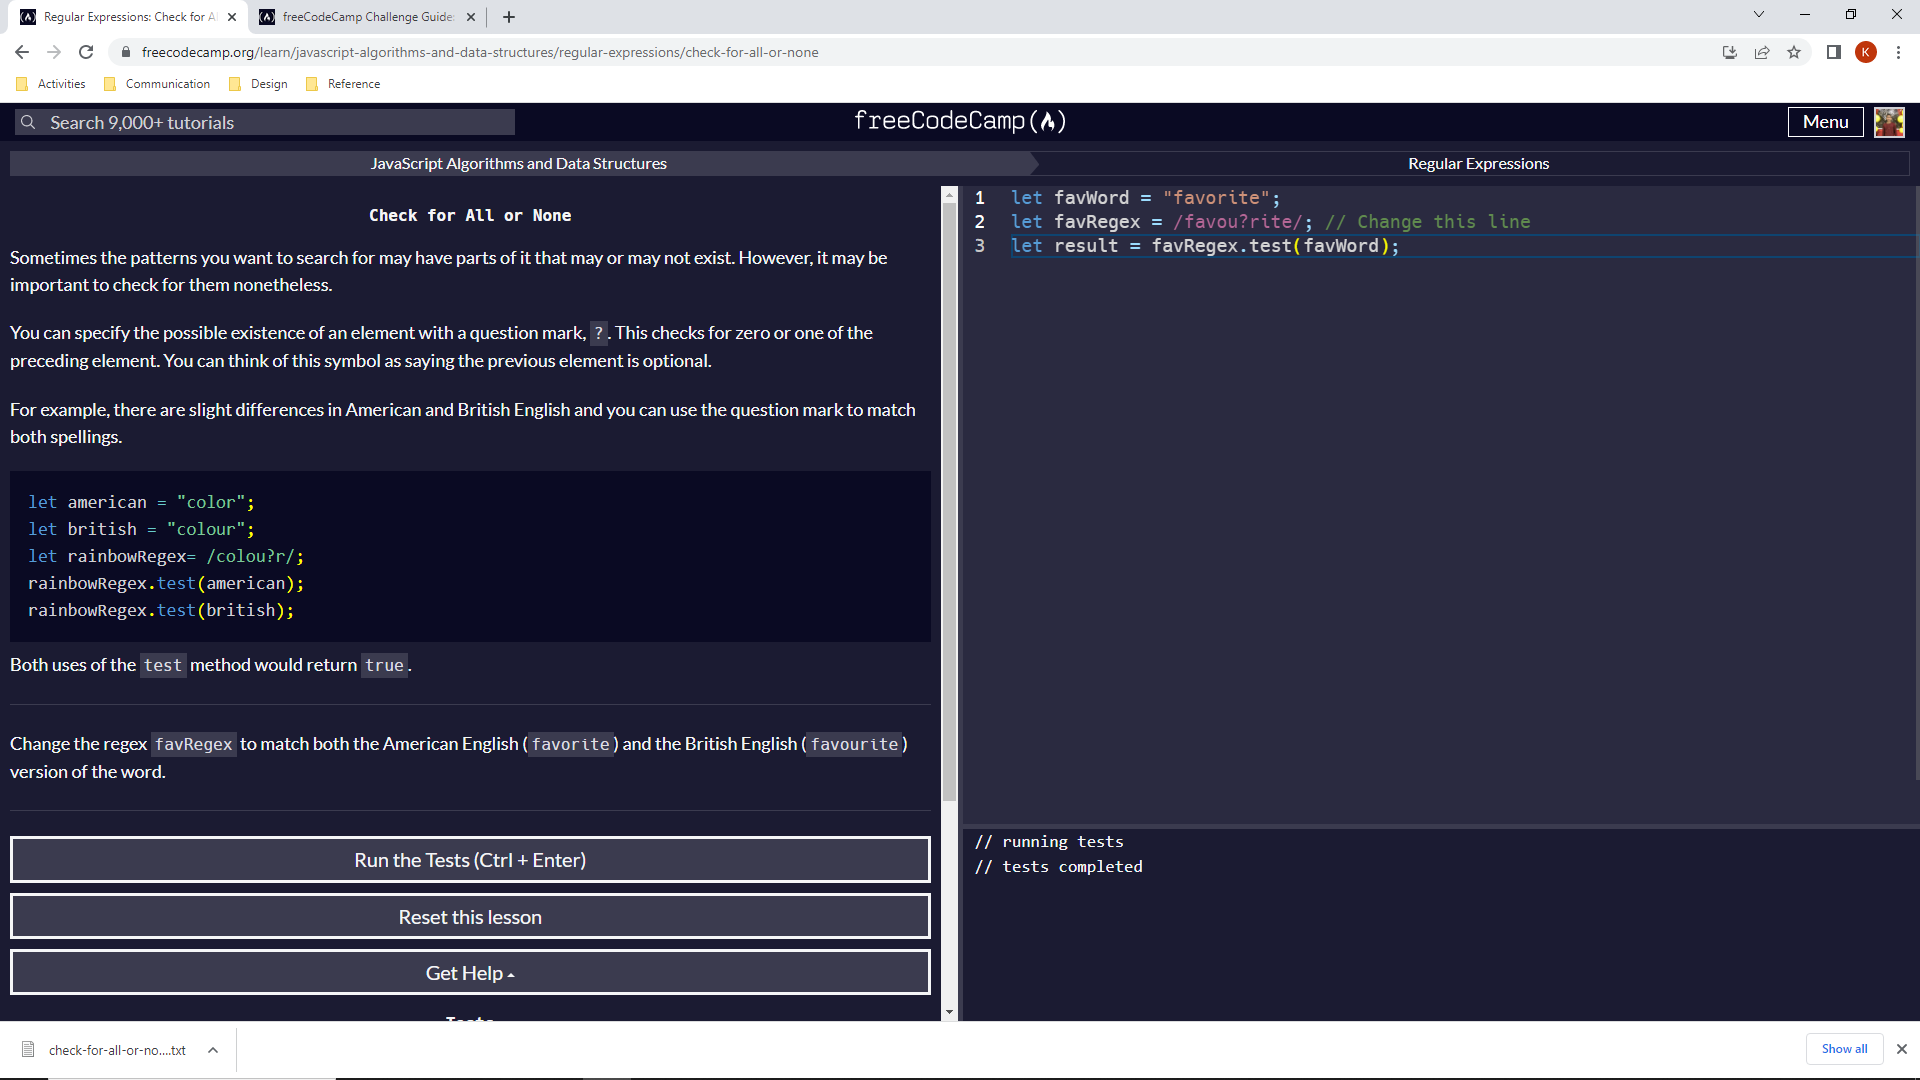 Regular Expressions: Check for Al
freeCodeCamp Challenge Guide:
freecodecamp.org/learn/javascript-algorithms-and-data-structures/regular-expressions/check-for-all-or-none
K
Activities
Communication
Design
Reference
Search 9,000+ tutorials
freeCodeCamp
Menu
JavaScript Algorithms and Data Structures
Regular Expressions
Check for All or None
Sometimes the patterns you want to search for may have parts of it that may or may not exist. However, it may be
important to check for them nonetheless.
You can specify the possible existence of an element with a question mark, ?. This checks for zero or one of the
preceding element. You can think of this symbol as saying the previous element is optional.
For example, there are slight differences in American and British English and you can use the question mark to match
both spellings.
let american = "color";
let british = "colour";
let rainbowRegex= /colou?r/;
rainbowRegex.test(american);
rainbowRegex.test(british);
Both uses of the test method would return true.
Change the regex favRegex to match both the American English (favorite) and the British English (favourite)
version of the word.
Run the Tests (Ctrl + Enter)
Reset this lesson
Get Help
1 let favWord = "favorite";
2 let favRegex = /favou?rite/; // Change this line
3 let result = favRegex.test(favWord);
// running tests
// tests completed
check-for-all-or-no....txt
Show all